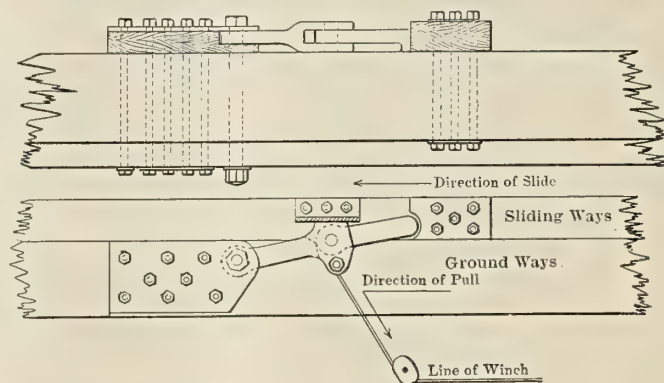 Direction of Slide
Sliding Ways
Ground Ways.
Direction of Pull
Line of Winch